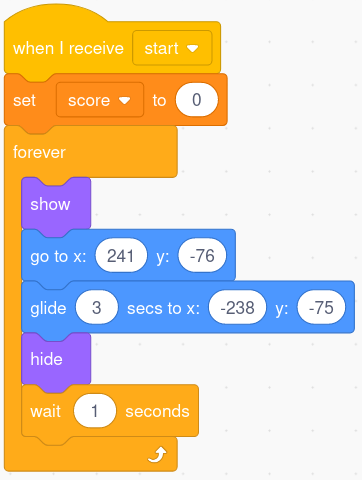 when I receive start
set score to 0
forever
show
go to x: 241 y: -76
glide 3 secs to x: -238 y: -75
hide
wait 1 seconds